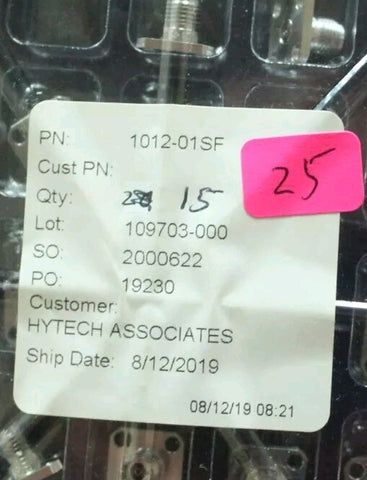 PN: 1012-01SF
Cust PN:
25
Qty: 15
Lot: 109703-000
SO: 2000622
PO: 19230
Customer:
HYTECH ASSOCIATES
Ship Date: 8/12/2019
08/12/19 08:21